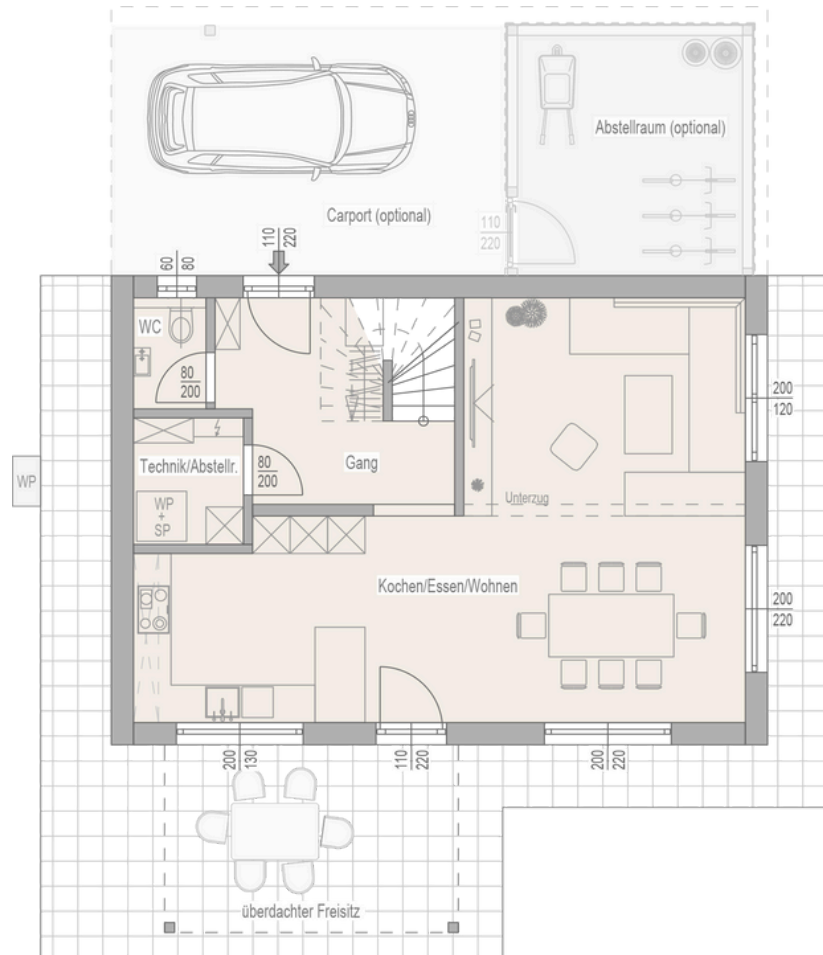 Abstellraum (optional)
Carport (optional)
110
220
60
80
110
220
WC
80
200
200
120
Technik/Abstellr.
80
200
Gang
WP
WP
+
SP
Unterzug
Kochen/Essen/Wohnen
200
220
200
130
110
220
200
220
überdachter Freisitz